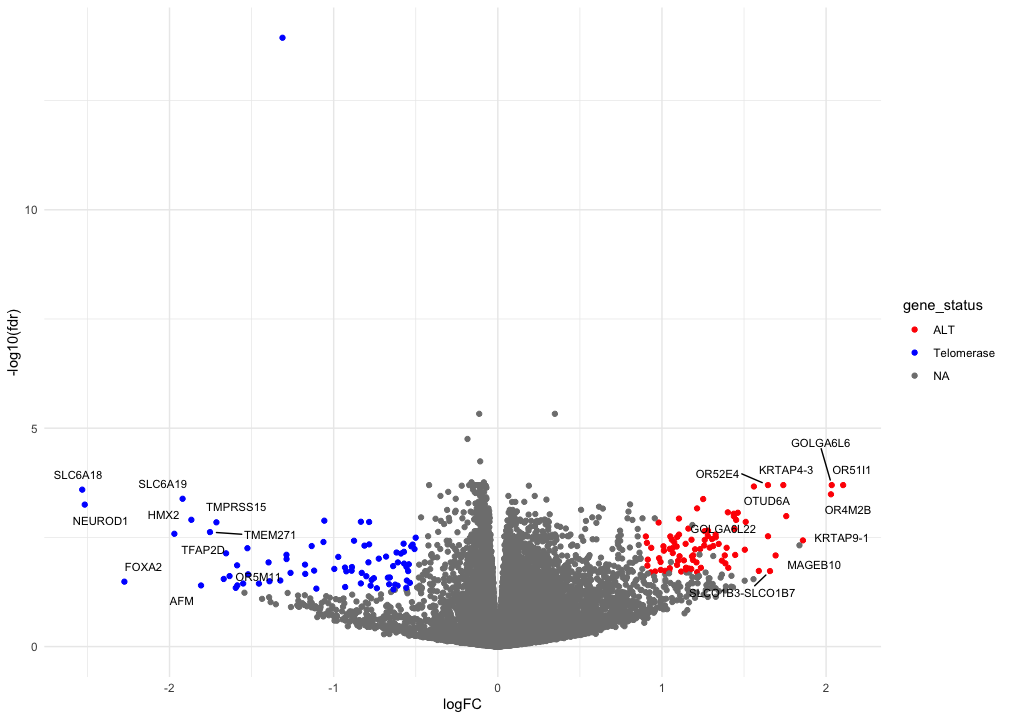 10
5
0
-log10(fdr)
-2
-1
0
1
2
logFC
SLC6A18
NEUROD1
SLC6A19
HMX2
TMPRSS15
TMEM271
TFAP2D
FOXA2
OR5M11
AFM
GOLGA6L6
OR52E4
KRTAP4-3
OR51I1
OTUD6A
OR4M2B
GOLGA6L22
KRTAP9-1
MAGEB10
SLCO1B3-SLCO1B7
gene_status
ALT
Telomerase
NA